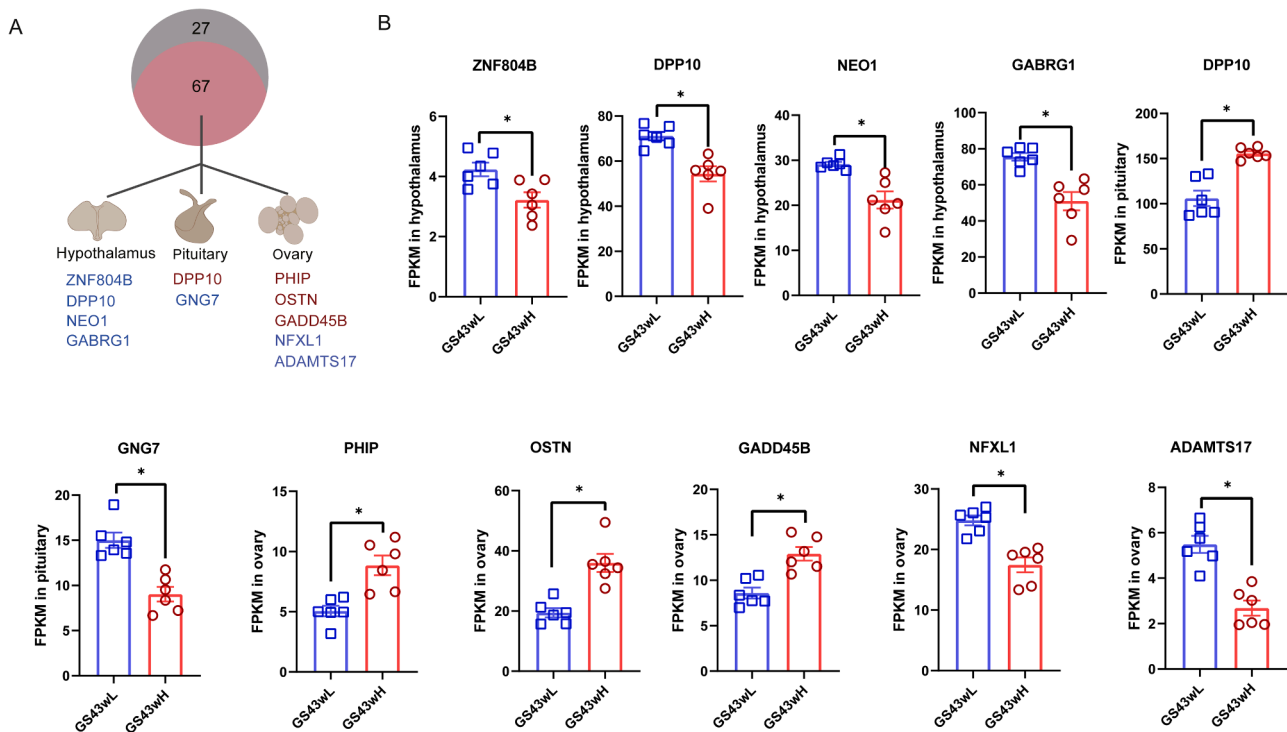 A
27
67
Hypothalamus
ZNF804B
DPP10
NEO1
GABRG1
Pituitary
DPP10
GNG7
Ovary
PHIP
OSTN
GADD45B
NFXL1
ADAMTS17
B
ZNF804B
FPKM in hypothalamus
6
4
2
0
*
GS43wL
GS43wH
DPP10
FPKM in hypothalamus
80
60
40
20
0
*
GS43wL
GS43wH
NEO1
FPKM in hypothalamus
40
30
20
10
0
*
GS43wL
GS43wH
GABRG1
FPKM in hypothalamus
100
80
60
40
20
0
*
GS43wL
GS43wH
DPP10
FPKM in pituitary
200
150
100
50
0
*
GS43wL
GS43wH
GNG7
FPKM in pituitary
20
15
10
5
0
*
GS43wL
GS43wH
PHIP
FPKM in ovary
15
10
5
0
*
GS43wL
GS43wH
OSTN
FPKM in ovary
60
40
20
0
*
GS43wL
GS43wH
GADD45B
FPKM in ovary
20
15
10
5
0
*
GS43wL
GS43wH
NFXL1
FPKM in ovary
30
20
10
0
*
GS43wL
GS43wH
ADAMTS17
FPKM in ovary
8
6
4
2
0
*
GS43wL
GS43wH